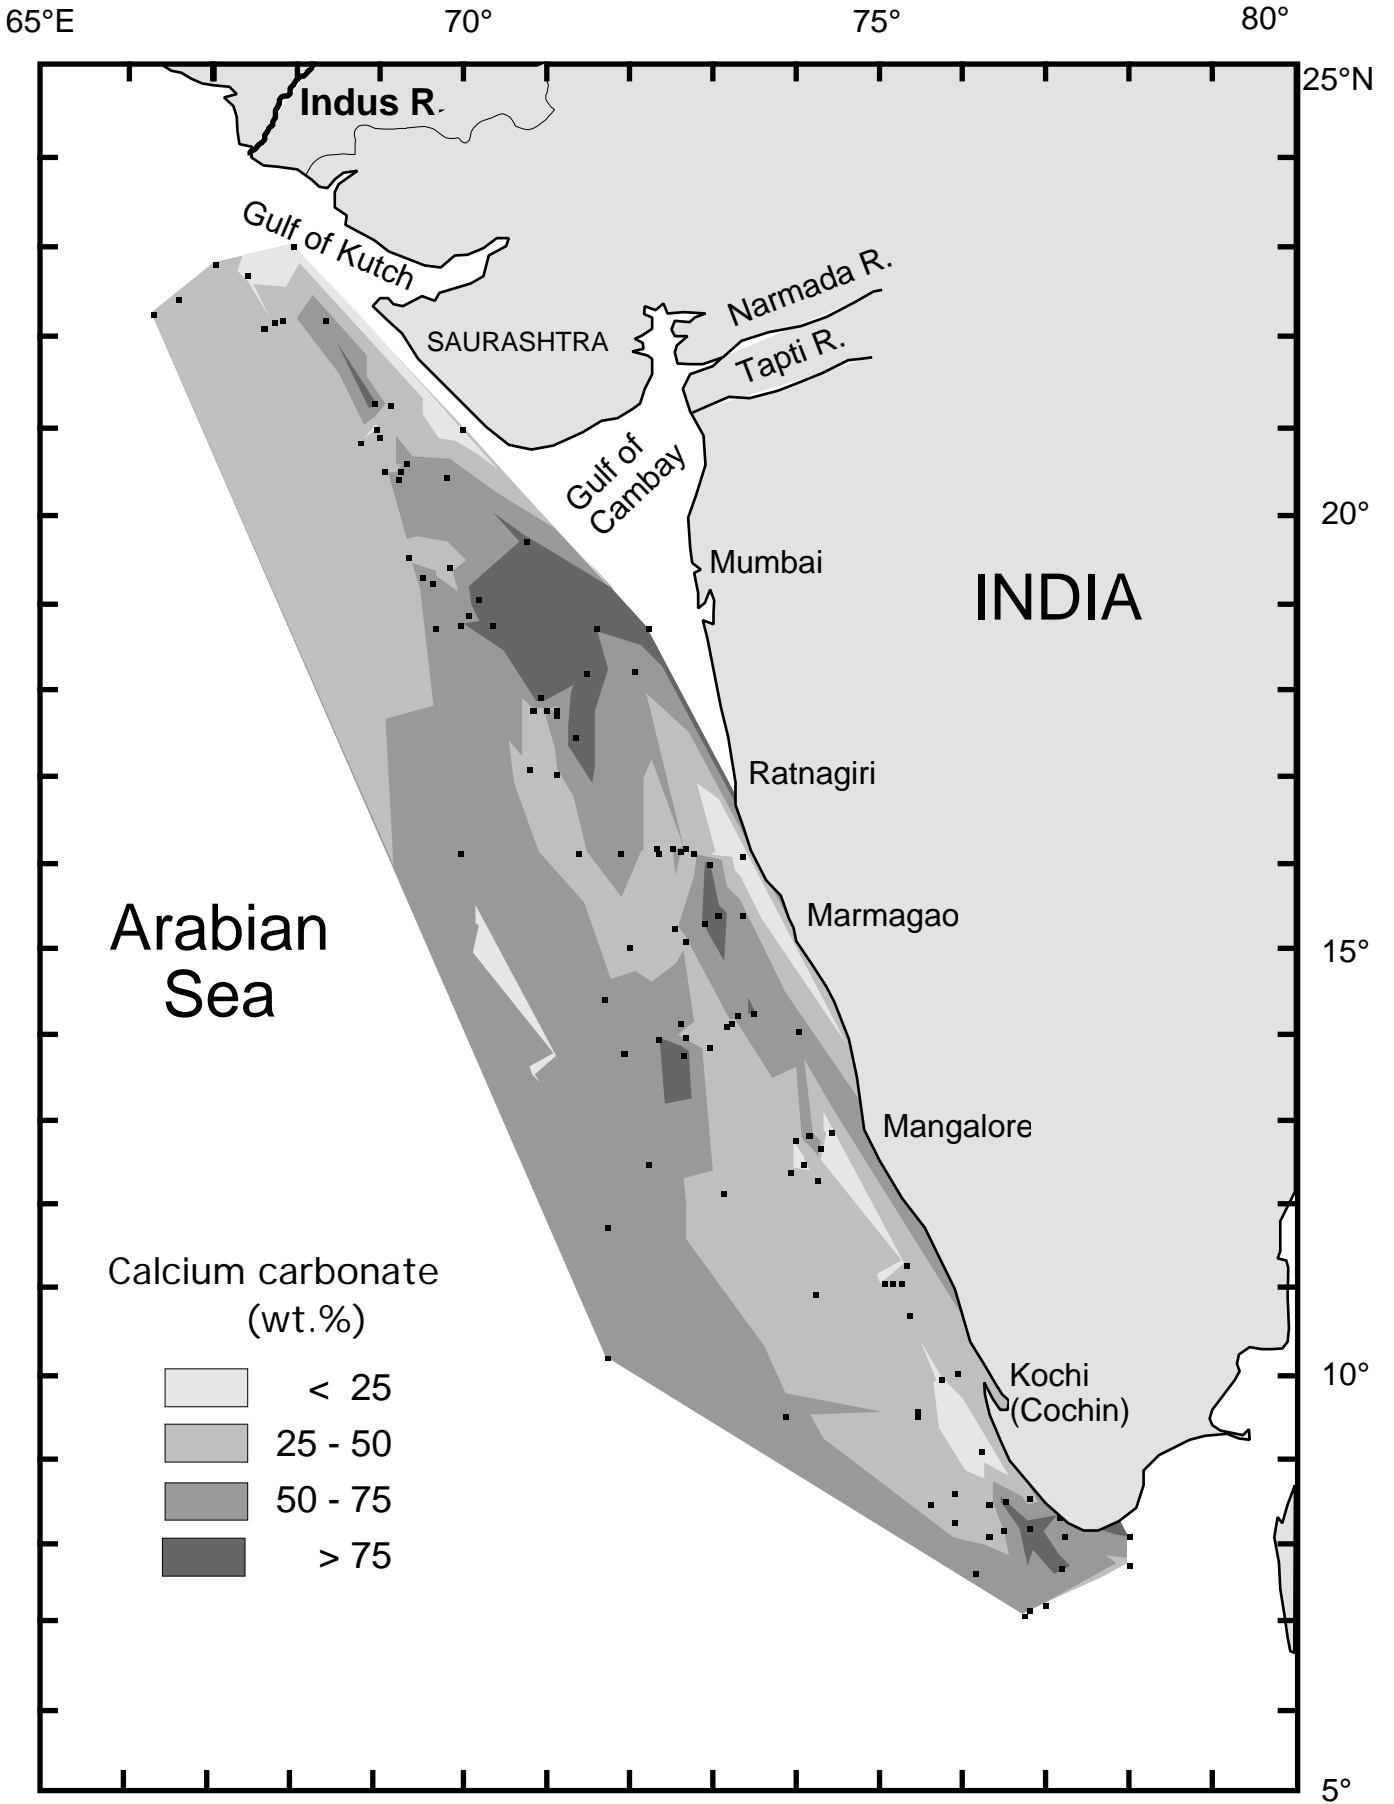 65°E 70° 75° 80°
25°N
Indus R.
Gulf of Kutch
Narmada R.
SAURASHTRA
Tapti R.
Gulf of
Cambay
20°
Mumbai
INDIA
Ratnagiri
Arabian
Sea
Marmagao
15°
Mangalore
Calcium carbonate
(wt.%)
< 25
25 - 50
50 - 75
> 75
Kochi
(Cochin)
10°
5°